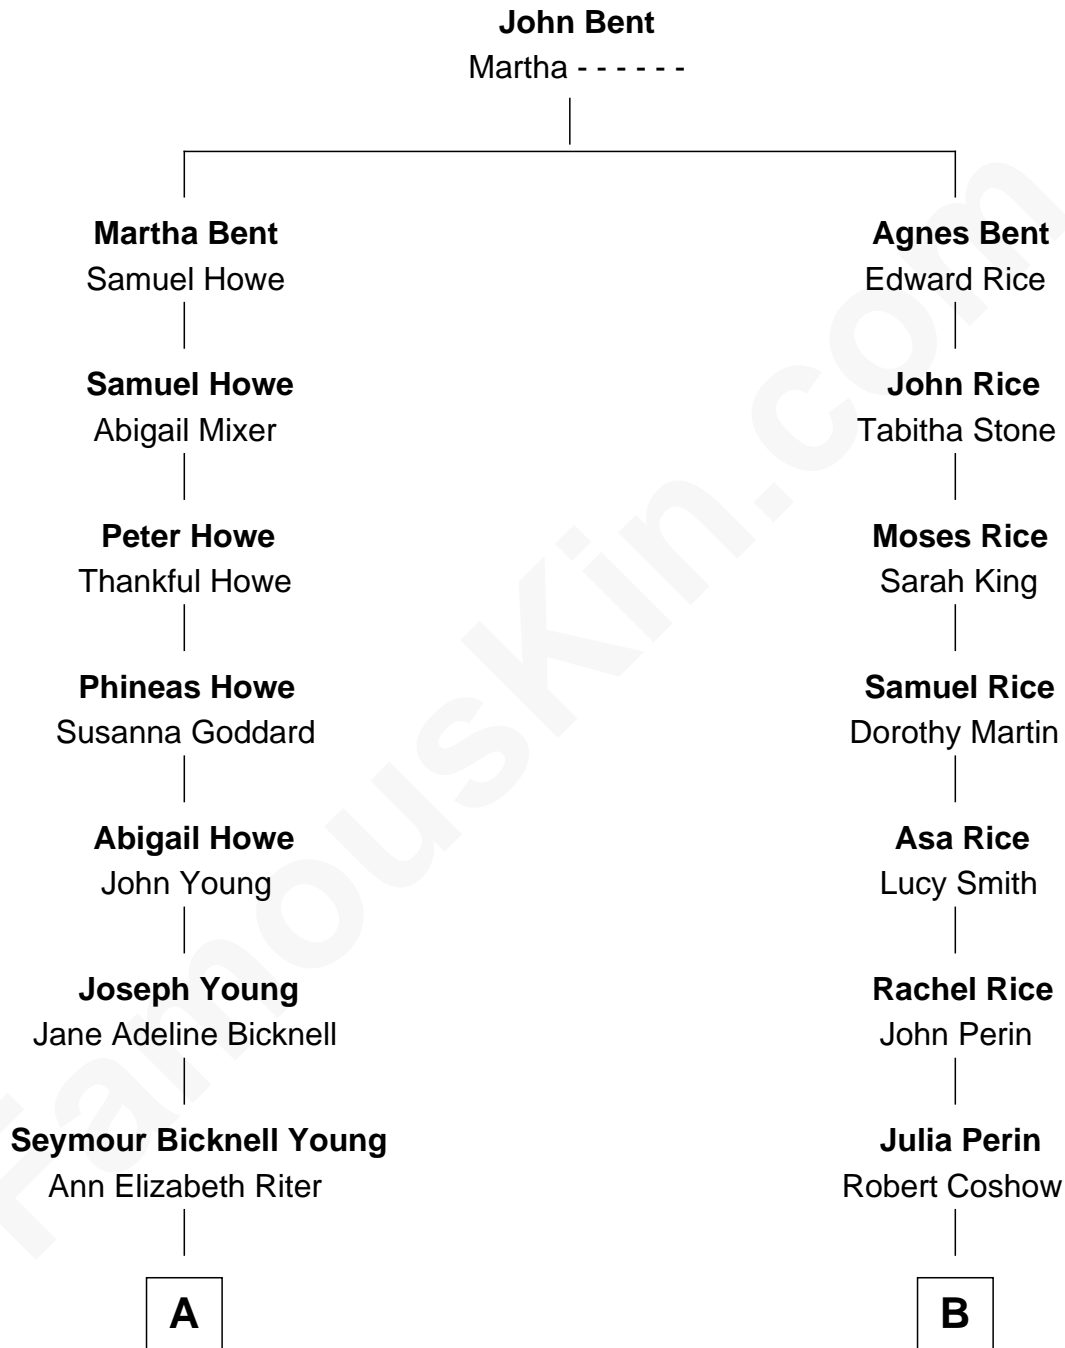 John Bent
Martha - - - - - -
Martha Bent
Samuel Howe
Agnes Bent
Edward Rice
Samuel Howe
Abigail Mixer
John Rice
Tabitha Stone
Peter Howe
Thankful Howe
Moses Rice
Sarah King
Phineas Howe
Susanna Goddard
Samuel Rice
Dorothy Martin
Abigail Howe
John Young
Asa Rice
Lucy Smith
Joseph Young
Jane Adeline Bicknell
Rachel Rice
John Perin
Seymour Bicknell Young
Ann Elizabeth Riter
Julia Perin
Robert Coshow
A
B
FamousKin.com